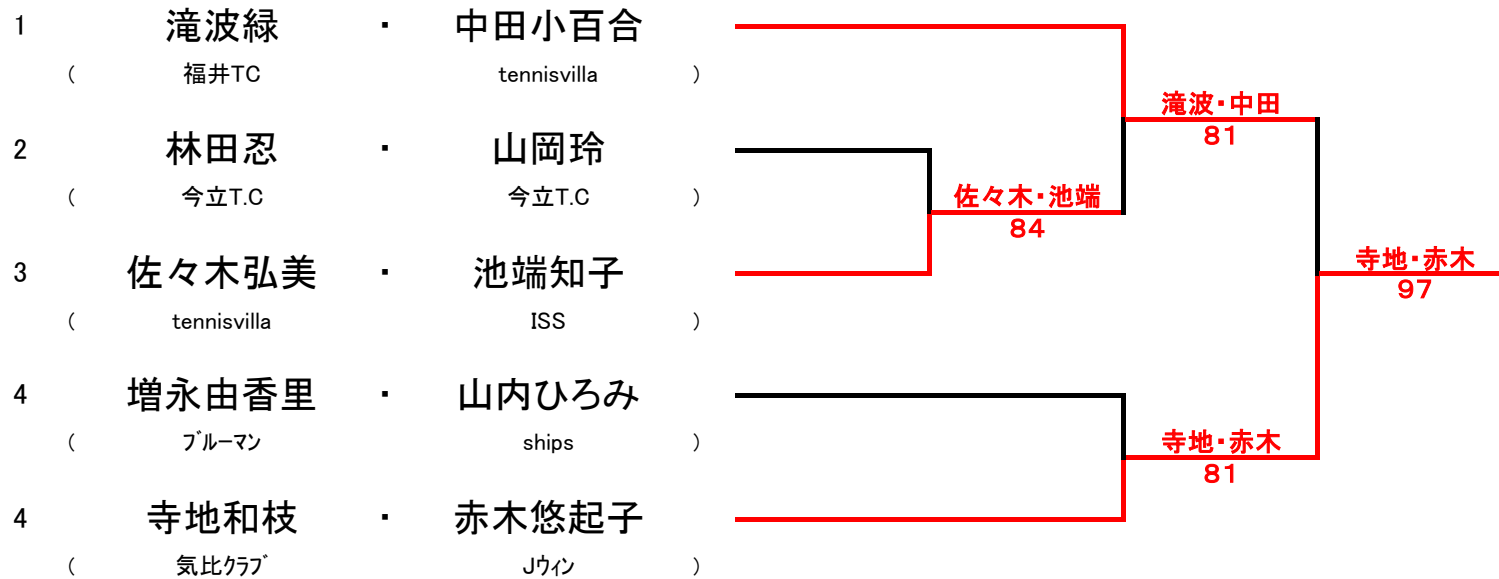 1 滝波緑 ・ 中田小百合
( 福井TC tennisvilla )
滝波・中田
81
2 林田忍 ・ 山岡玲
( 今立T.C 今立T.C )
佐々木・池端
84
3 佐々木弘美 ・ 池端知子
寺地・赤木
97
( tennisvilla ISS )
4 増永由香里 ・ 山内ひろみ
( ブルーマン ships )
寺地・赤木
81
4 寺地和枝 ・ 赤木悠起子
( 気比クラブ Jウィン )